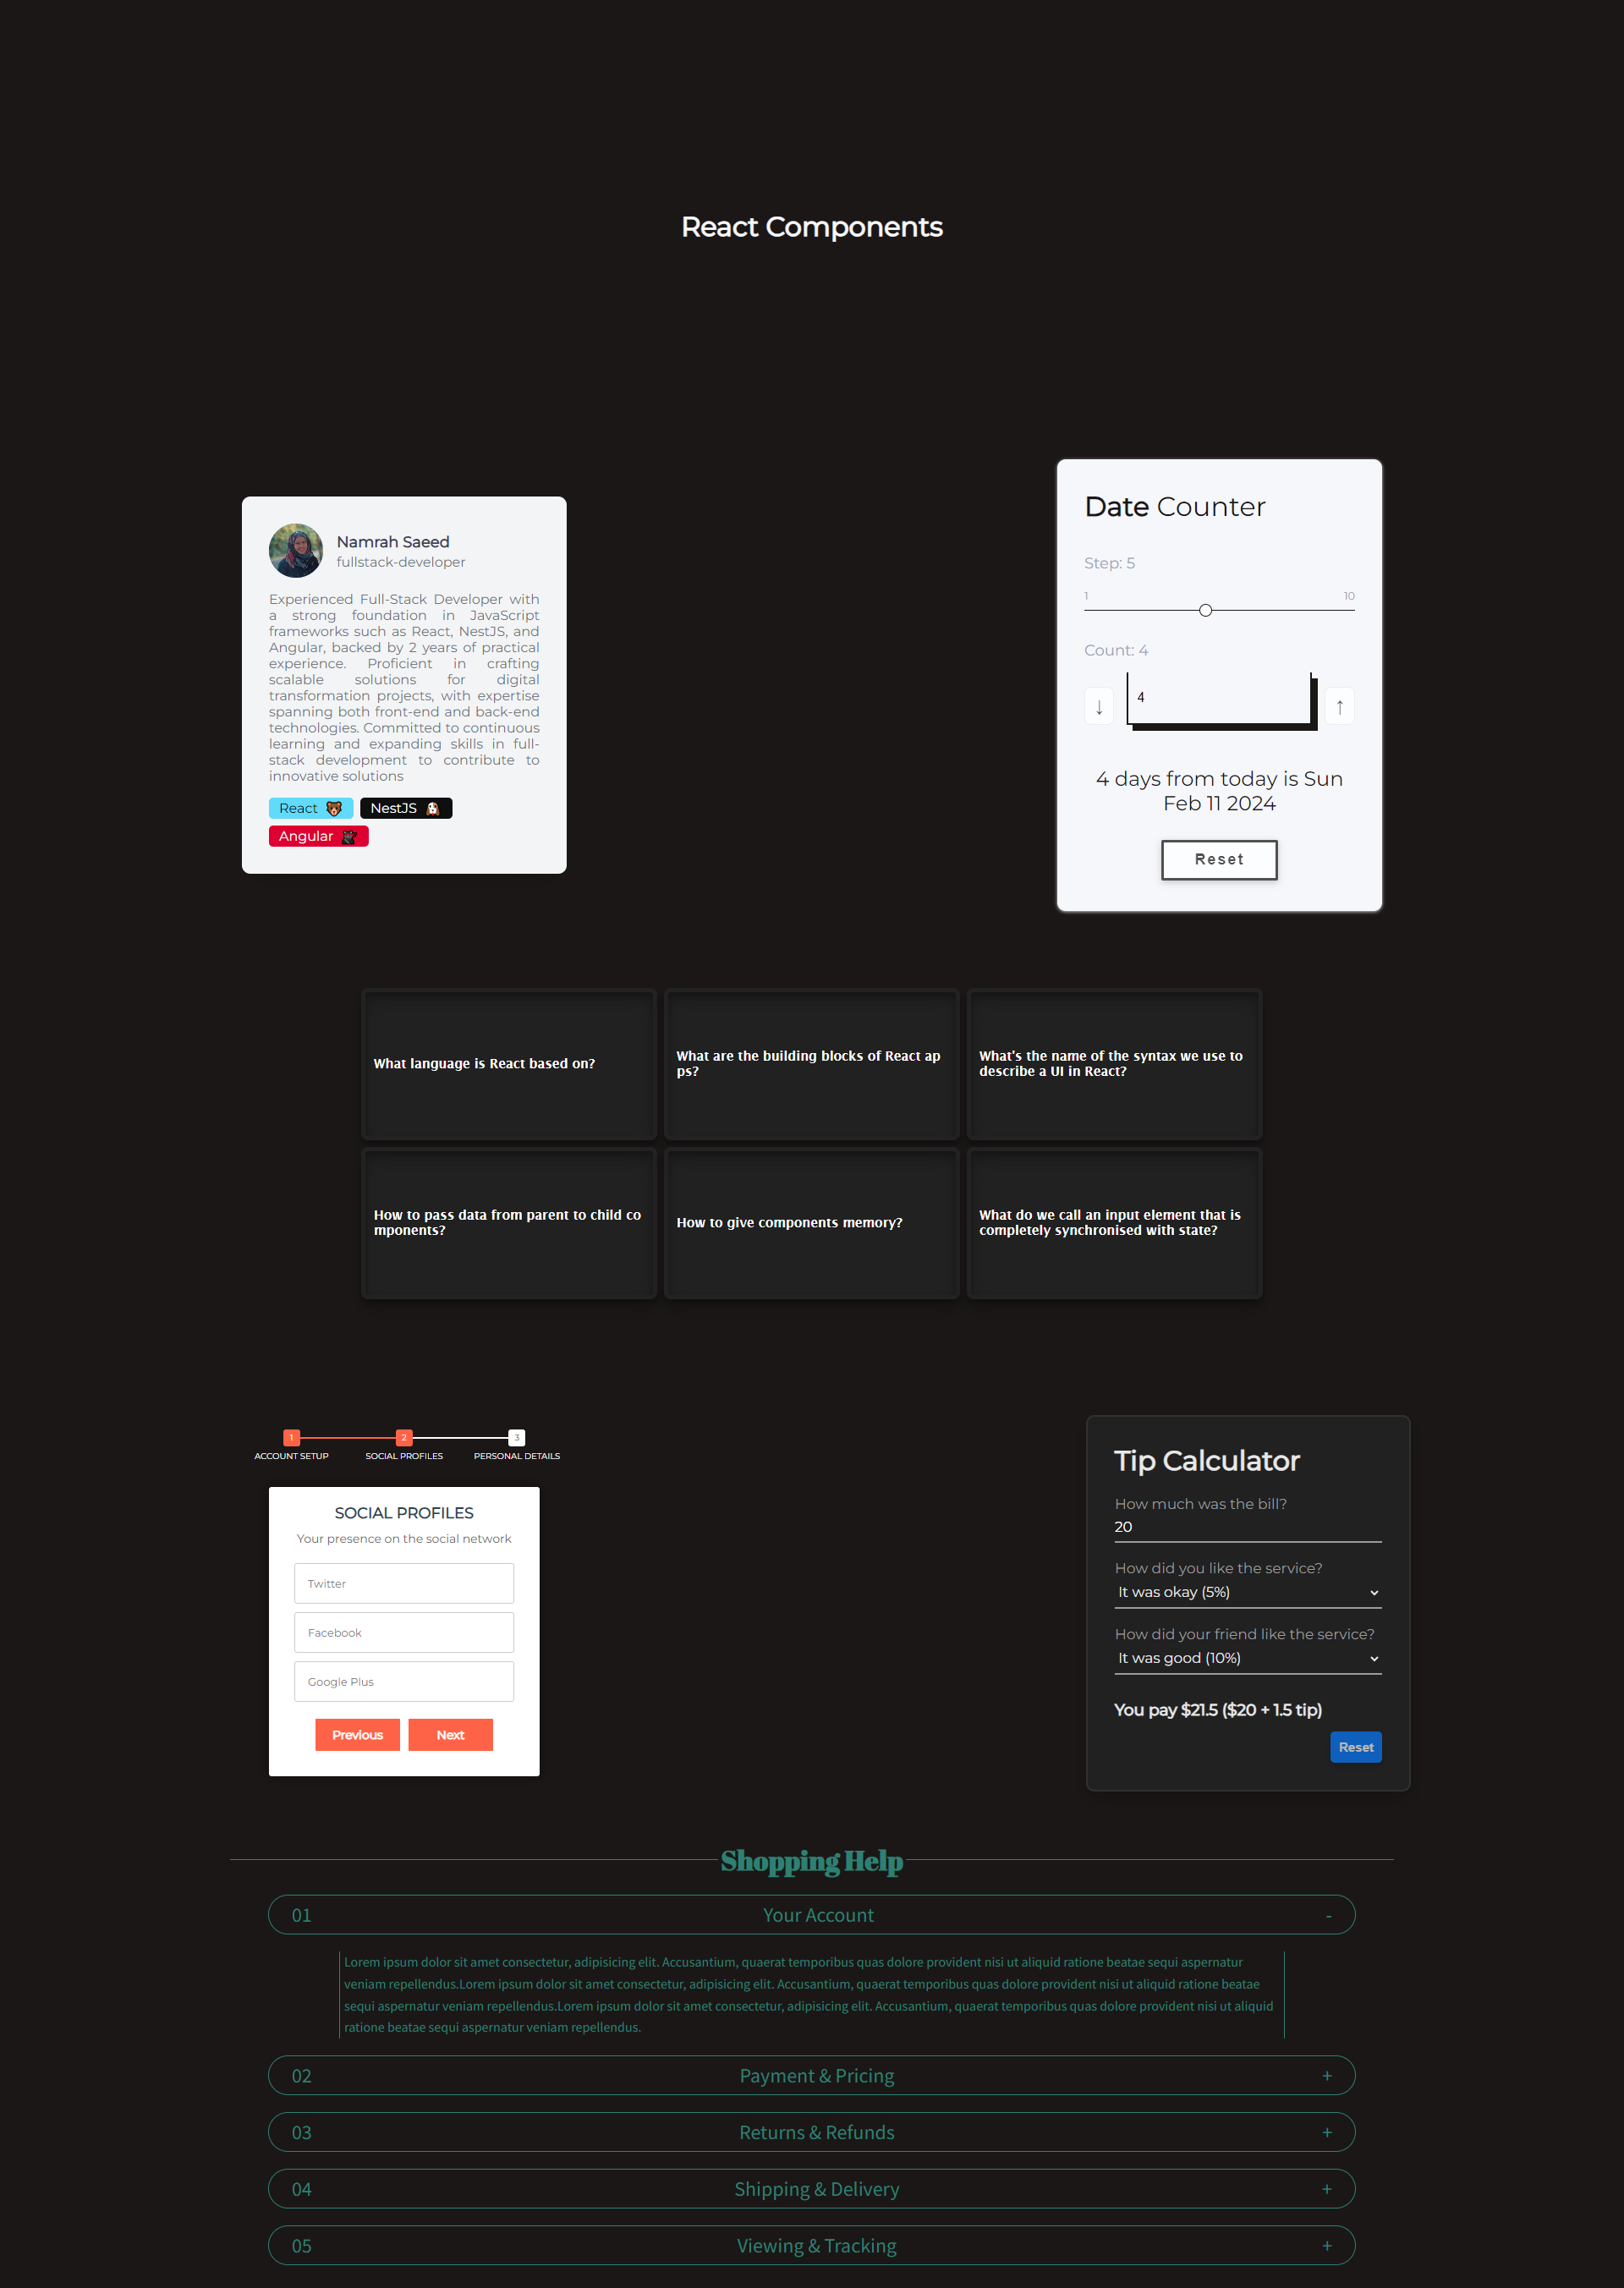 React Components
Namrah Saeed
fullstack-developer
Experienced Full-Stack Developer with
a strong foundation in JavaScript
frameworks such as React, NestJS, and
Angular, backed by 2 years of practical
experience. Proficient in crafting
scalable solutions for digital
transformation projects, with expertise
spanning both front-end and back-end
technologies. Committed to continuous
learning and expanding skills in full-
stack development to contribute to
innovative solutions
React
NestJS
Angular
Date Counter
Step: 5
1 10
Count: 4
↓ 4 ↑
4 days from today is Sun
Feb 11 2024
Reset
What language is React based on?
What are the building blocks of React ap
ps?
What's the name of the syntax we use to
describe a UI in React?
How to pass data from parent to child co
mponents?
How to give components memory?
What do we call an input element that is
completely synchronised with state?
1 2 3
ACCOUNT SETUP SOCIAL PROFILES PERSONAL DETAILS
SOCIAL PROFILES
Your presence on the social network
Twitter
Facebook
Google Plus
Previous Next
Tip Calculator
How much was the bill?
20
How did you like the service?
It was okay (5%)
How did your friend like the service?
It was good (10%)
You pay $21.5 ($20 + 1.5 tip)
Reset
Shopping Help
01 Your Account -
Lorem ipsum dolor sit amet consectetur, adipisicing elit. Accusantium, quaerat temporibus quas dolore provident nisi ut aliquid ratione beatae sequi aspernatur
veniam repellendus.Lorem ipsum dolor sit amet consectetur, adipisicing elit. Accusantium, quaerat temporibus quas dolore provident nisi ut aliquid ratione beatae
sequi aspernatur veniam repellendus.Lorem ipsum dolor sit amet consectetur, adipisicing elit. Accusantium, quaerat temporibus quas dolore provident nisi ut aliquid
ratione beatae sequi aspernatur veniam repellendus.
02 Payment & Pricing +
03 Returns & Refunds +
04 Shipping & Delivery +
05 Viewing & Tracking +